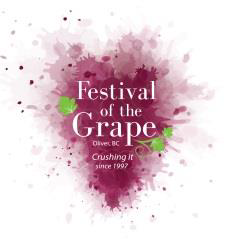 Festival
of the
Grape
Oliver, BC
Crushing it
since 1997